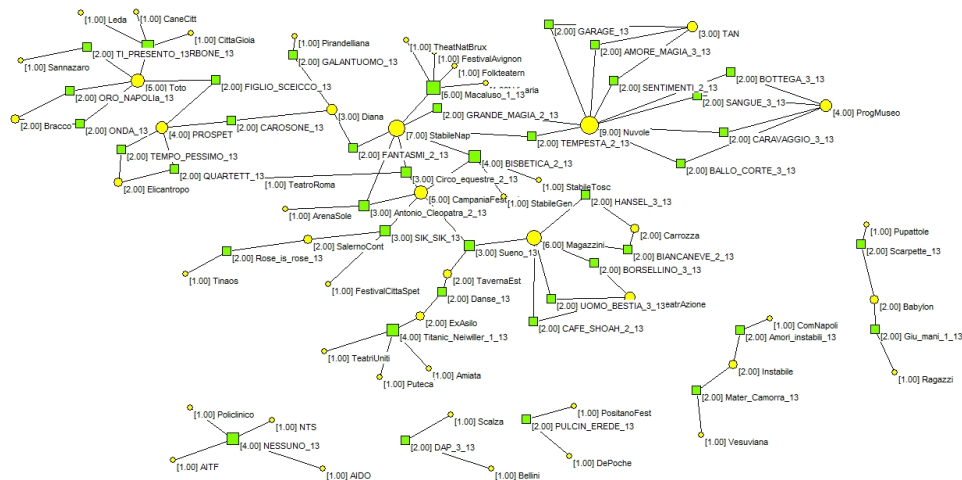 [1.00] Leda
[1.00] CaneCitt
[1.00] CittaGioia
[2.00] TI_PRESENTO_13
RBONE_13
[1.00] Sannazaro
[5.00] Toto
[2.00] ORO_NAPOLIa_13
[2.00] FIGLIO_SCEICCO_13
[2.00] Bracco
[2.00] ONDA_13
[4.00] PROSPET
[2.00] CAROSONE_13
[2.00] TEMPO_PESSIMO_13
[2.00] QUARTETT_13
[2.00] Elicantropo
[1.00] Pirandelliana
[2.00] GALANTUOMO_13
[3.00] Diana
[2.00] FANTASMI_2_13
[1.00] TheatNatBrux
[1.00] FestivalAvignon
[1.00] Folkteatern
aria
[5.00] Macaluso_1_13
[2.00] GRANDE_MAGIA_2_13
[7.00] StabileNap
[2.00] TEMPESTA_2_13
[9.00] Nuvole
[2.00] GARAGE_13
[3.00] TAN
[2.00] AMORE_MAGIA_3_13
[2.00] SENTIMENTI_2_13
[2.00] BOTTEGA_3_13
[2.00] SANGUE_3_13
[4.00] ProgMuseo
[2.00] CARAVAGGIO_3_13
[2.00] BALLO_CORTE_3_13
[4.00] BISBETICA_2_13
[3.00] Circo_equestre_2_13
[1.00] TeatroRoma
[1.00] StabileTosc
[1.00] StabileGen
[2.00] HANSEL_3_13
[5.00] CampaniaFest
[1.00] ArenaSole
[3.00] Antonio_Cleopatra_2_13
[3.00] SIK_SIK_13
[2.00] SalernoCont
[2.00] Rose_is_rose_13
[1.00] Tinaos
[1.00] FestivalCittaSpet
[3.00] Sueno_13
[6.00] Magazzini
[2.00] Carrozza
[2.00] BIANCANEVE_2_13
[2.00] BORSELLINO_3_13
[2.00] TavernaEst
[2.00] Danse_13
[2.00] UOMO_BESTIA_3_13
eatrAzione
[2.00] CAFE_SHOAH_2_13
[2.00] ExAsilo
[4.00] Titanic_Neiwiller_1_13
[1.00] TeatriUniti
[1.00] Puteca
[1.00] Amiata
[1.00] Pupattole
[2.00] Scarpette_13
[2.00] Babylon
[2.00] Giu_mani_1_13
[1.00] Ragazzi
[1.00] ComNapoli
[2.00] Amori_instabili_13
[2.00] Instabile
[2.00] Mater_Camorra_13
[1.00] Vesuviana
[1.00] Policlinico
[1.00] NTS
[4.00] NESSUNO_13
[1.00] AITF
[1.00] AIDO
[1.00] Scalza
[2.00] DAP_3_13
[1.00] Bellini
[1.00] PositanoFest
[2.00] PULCIN_EREDE_13
[1.00] DePoche